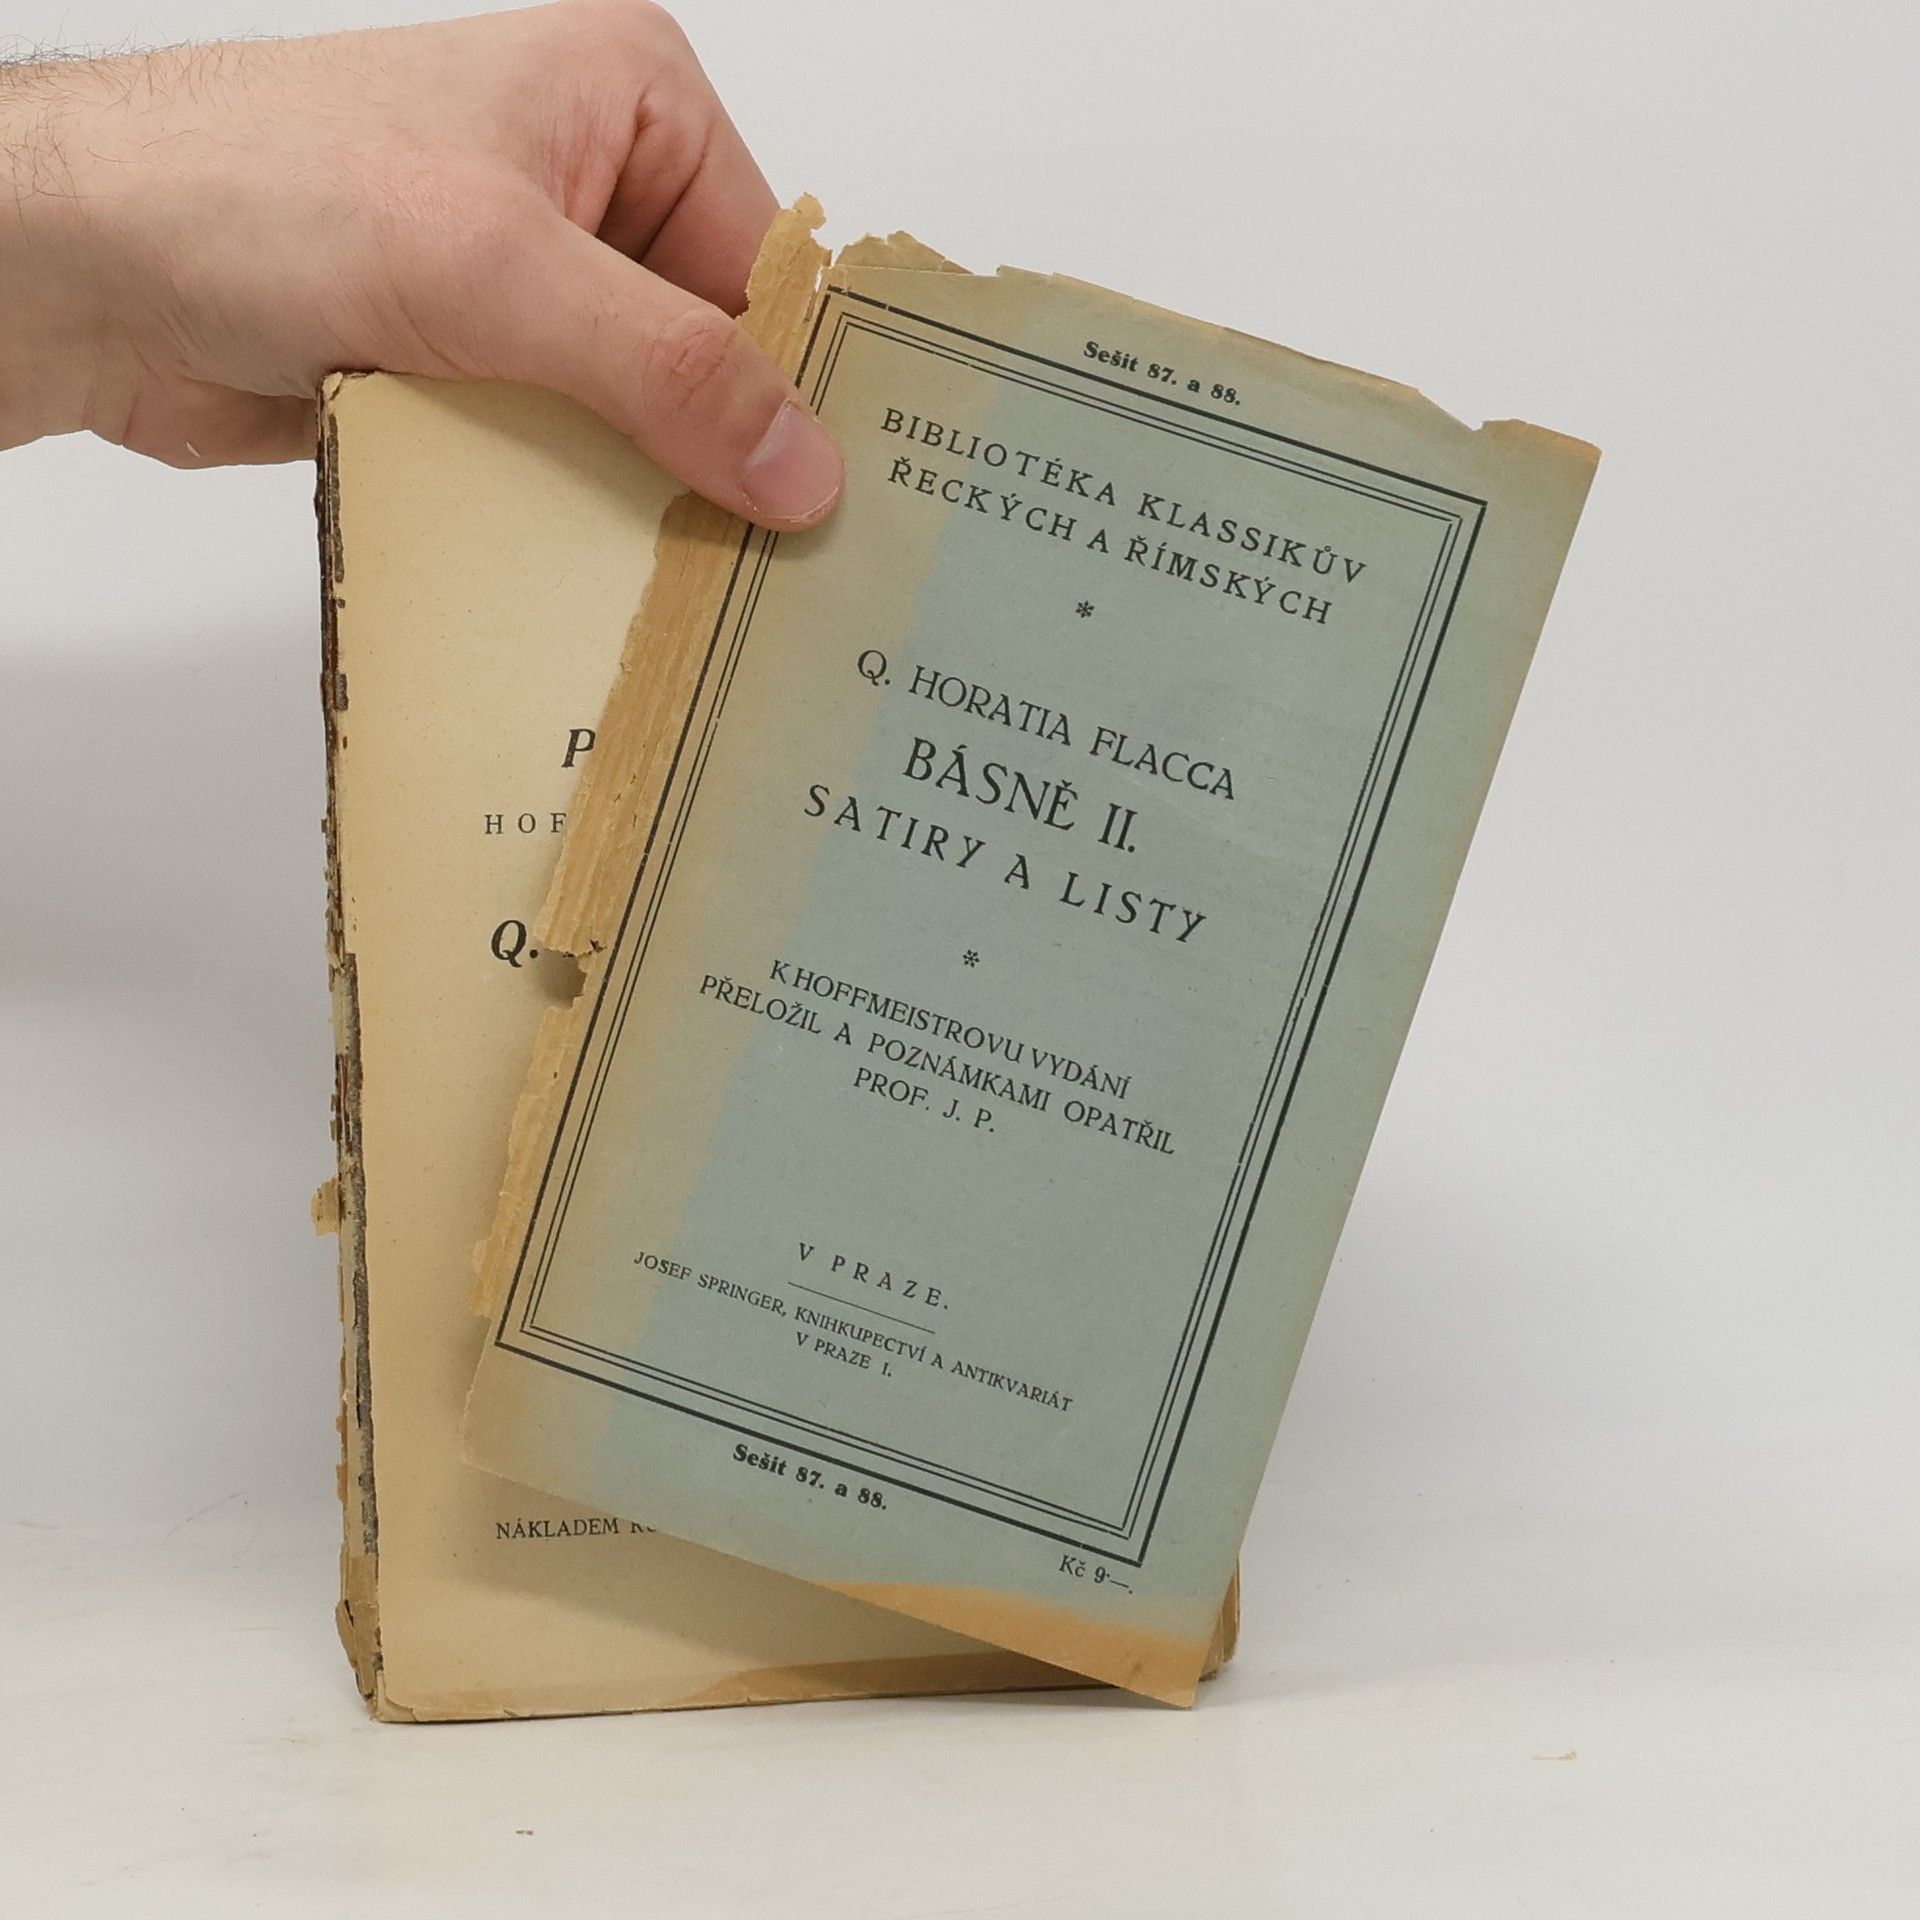 Sešit 87. a 88.
BIBLIOTÉKA KLASSIKŮV
ŘECKÝCH A ŘÍMSKÝCH
*
Q. HORATIA FLACCA
BÁSNĚ II.
SATIRY A LISTY
*
K HOFFMEISTROVU VYDÁNÍ
PŘELOŽIL A POZNÁMKAMI OPATŘIL
PROF. J. P.
V PRAZE.
JOSEF SPRINGER, KNIHKUPECTVÍ A ANTIKVARIÁT
V PRAZE I.
Sešit 87. a 88.
Kč 9·—.
P
HOF
Q.
NÁKLADEM